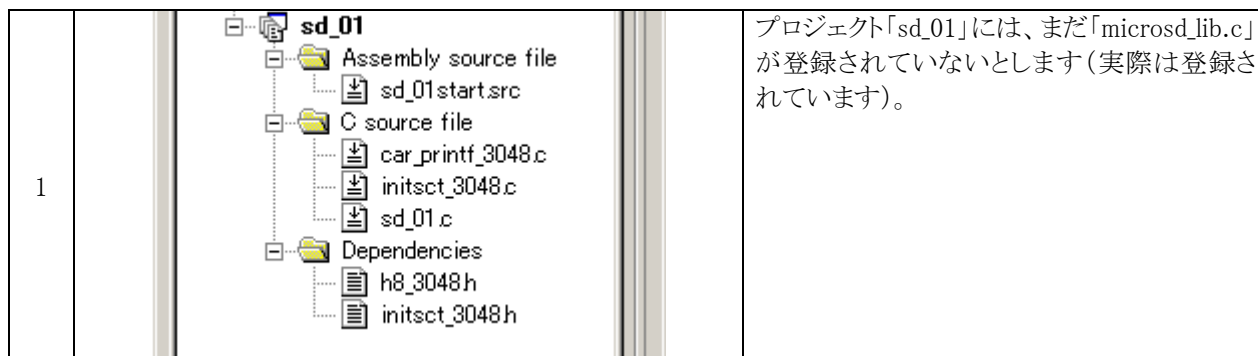 1
sd_01
Assembly source file
sd_01start.src
C source file
car_printf_3048.c
initsct_3048.c
sd_01.c
Dependencies
h8_3048.h
initsct_3048.h
プロジェクト「sd_01」には、まだ「microsd_lib.c」
が登録されていないとします(実際は登録さ
れています)。